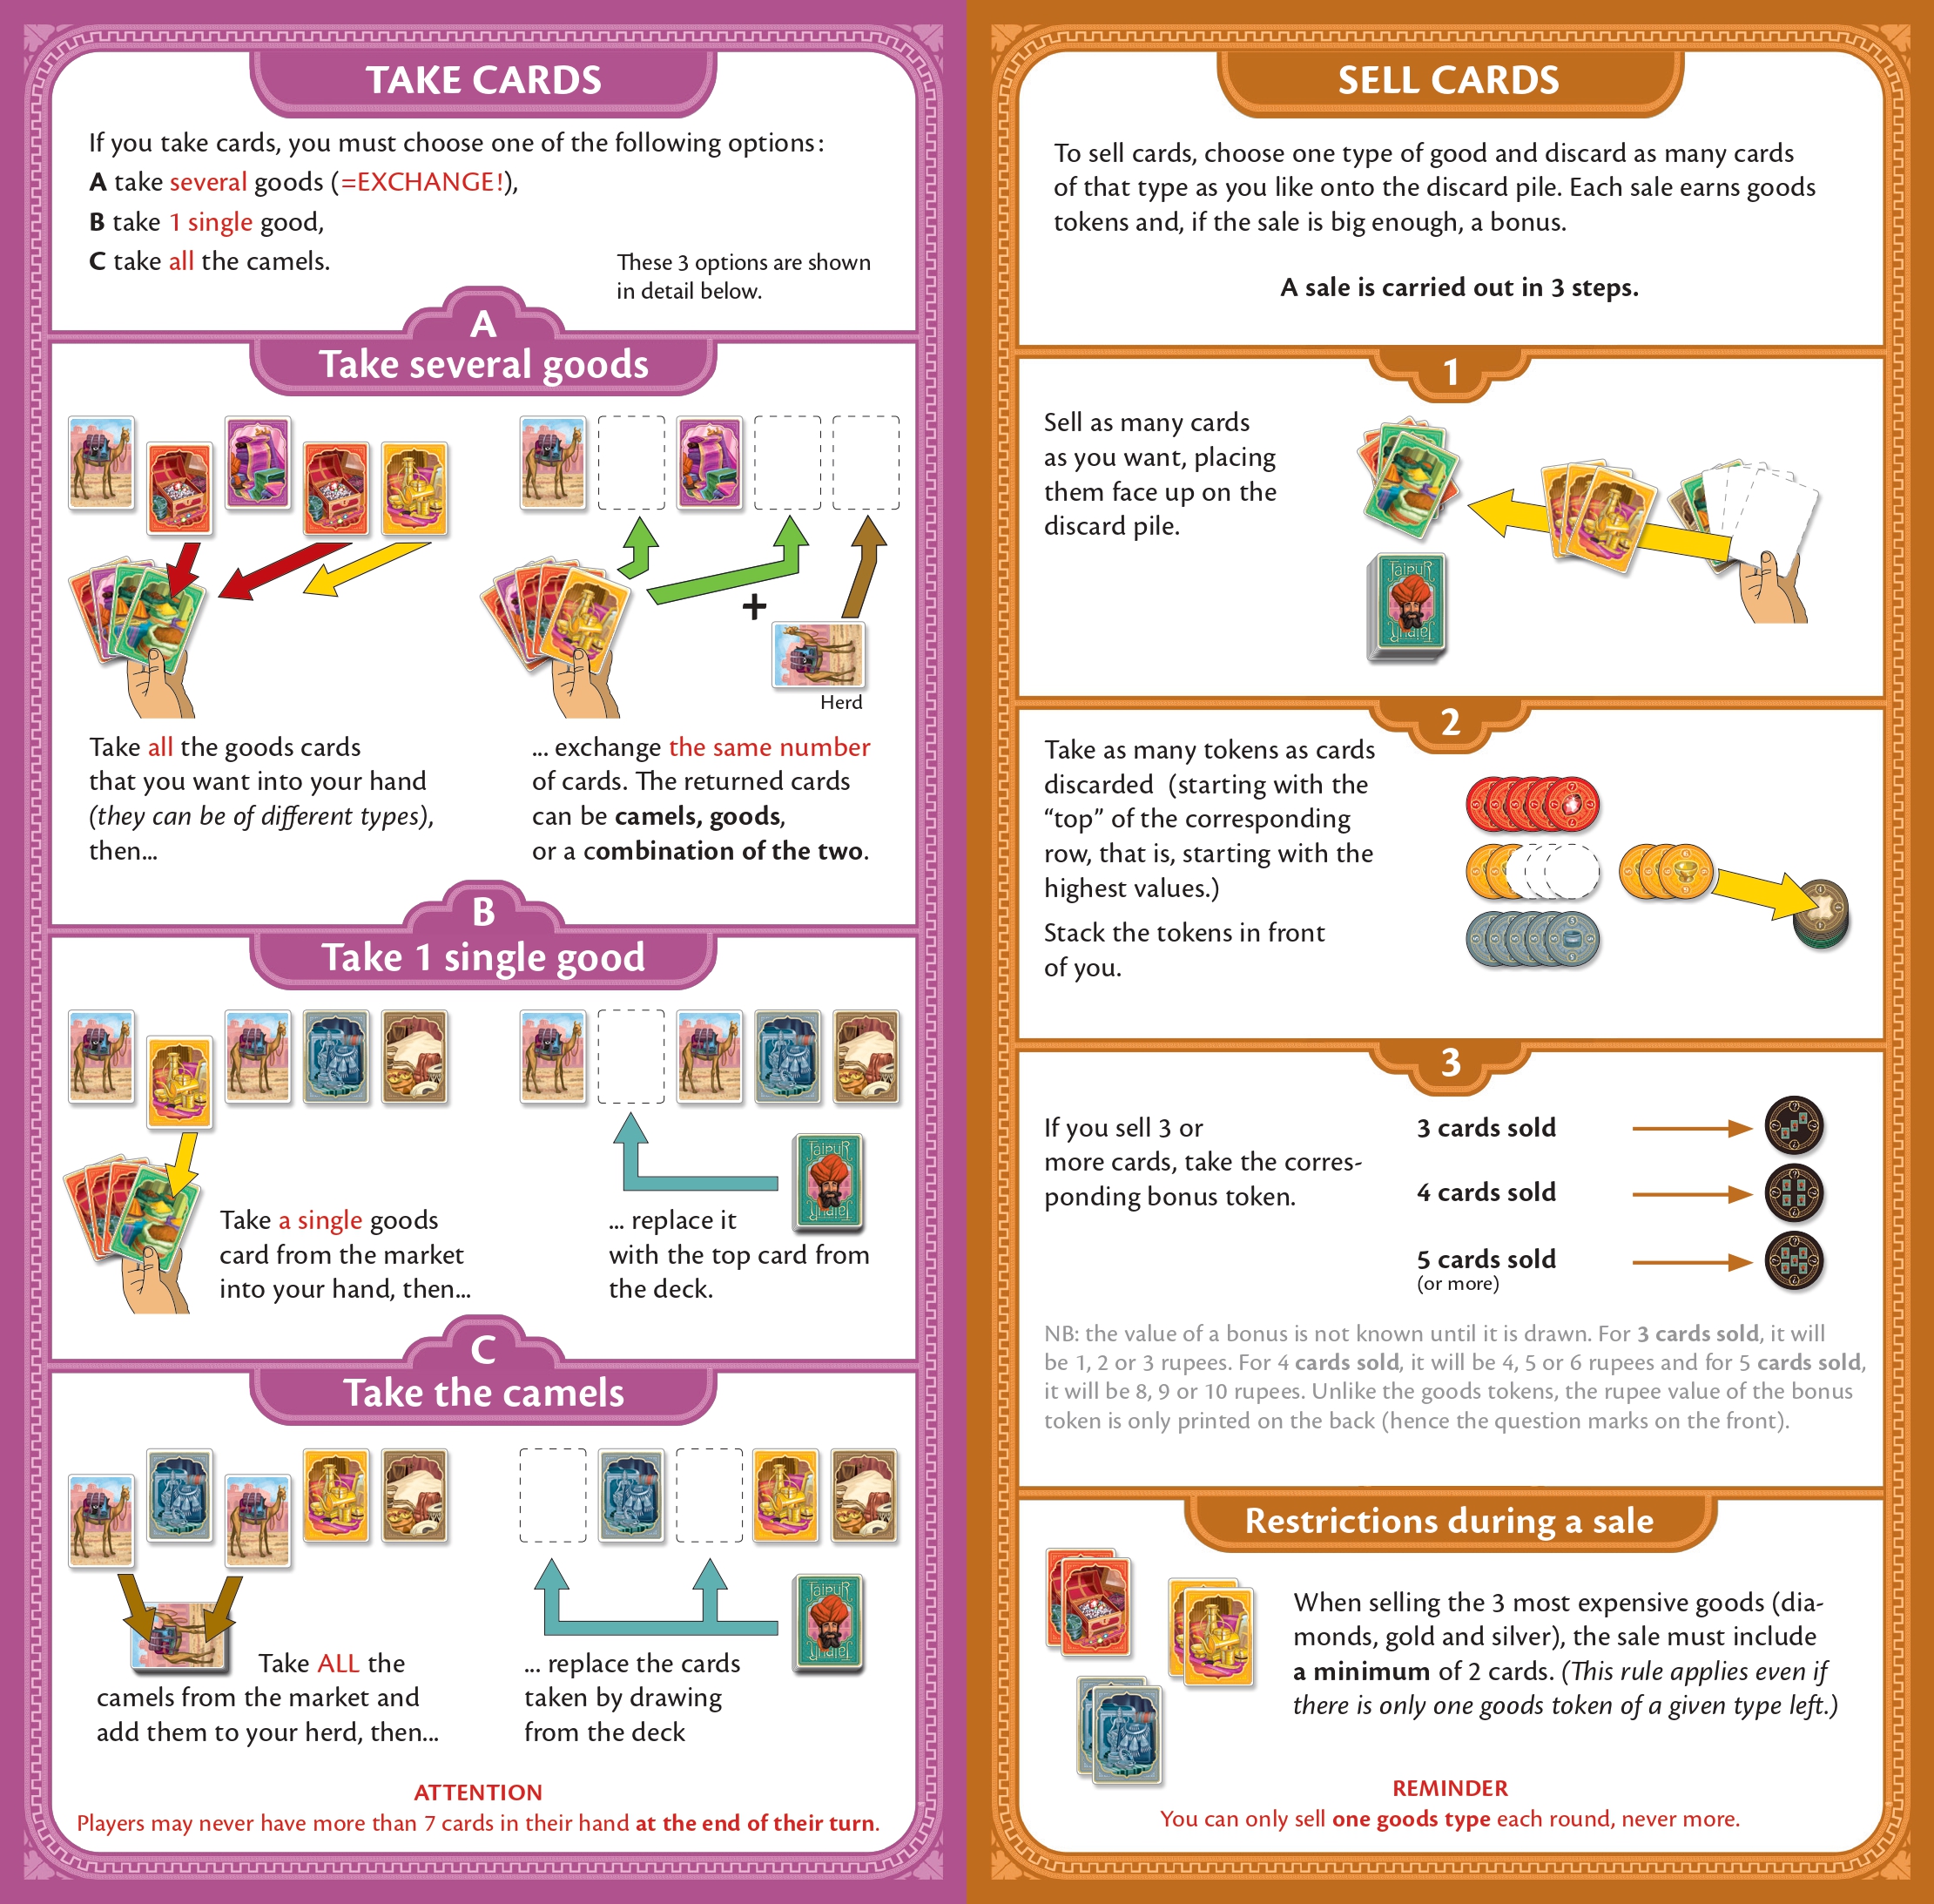 TAKE CARDS
If you take cards, you must choose one of the following options:
A take several goods (=EXCHANGE!),
B take 1 single good,
C take all the camels.
These 3 options are shown
in detail below.
A
Take several goods
+
Herd
Take all the goods cards
that you want into your hand
(they can be of different types),
then...
... exchange the same number
of cards. The returned cards
can be camels, goods,
or a combination of the two.
B
Take 1 single good
Jaipur
Jaipur
Take a single goods
card from the market
into your hand, then...
... replace it
with the top card from
the deck.
C
Take the camels
Jaipur
Jaipur
Take ALL the
camels from the market and
add them to your herd, then...
... replace the cards
taken by drawing
from the deck
ATTENTION
Players may never have more than 7 cards in their hand at the end of their turn.
SELL CARDS
To sell cards, choose one type of good and discard as many cards
of that type as you like onto the discard pile. Each sale earns goods
tokens and, if the sale is big enough, a bonus.
A sale is carried out in 3 steps.
1
Sell as many cards
as you want, placing
them face up on the
discard pile.
Jaipur
Jaipur
2
Take as many tokens as cards
discarded (starting with the
“top” of the corresponding
row, that is, starting with the
highest values.)
Stack the tokens in front
of you.
3
If you sell 3 or
more cards, take the corres-
ponding bonus token.
3 cards sold
4 cards sold
5 cards sold
(or more)
NB: the value of a bonus is not known until it is drawn. For 3 cards sold, it will
be 1, 2 or 3 rupees. For 4 cards sold, it will be 4, 5 or 6 rupees and for 5 cards sold,
it will be 8, 9 or 10 rupees. Unlike the goods tokens, the rupee value of the bonus
token is only printed on the back (hence the question marks on the front).
Restrictions during a sale
When selling the 3 most expensive goods (dia-
monds, gold and silver), the sale must include
a minimum of 2 cards. (This rule applies even if
there is only one goods token of a given type left.)
REMINDER
You can only sell one goods type each round, never more.